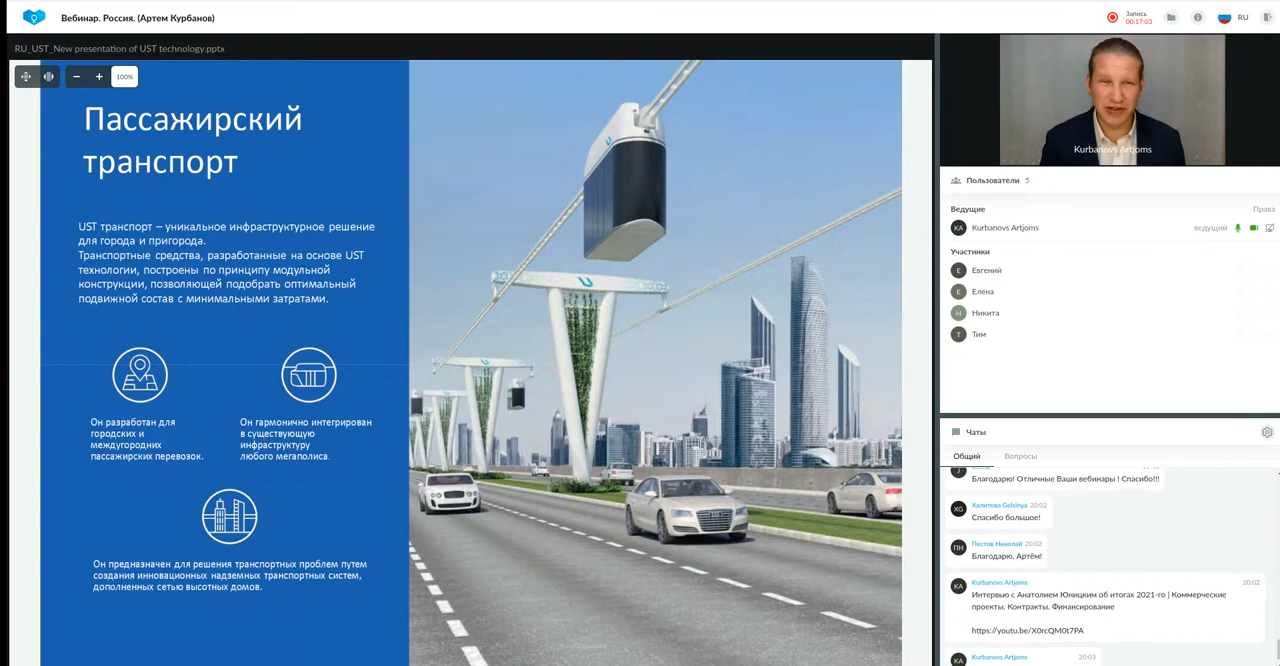 Вебинар. Россия. (Артем Курбанов)
Запись
00:17:03
RU
RU_UST_New presentation of UST technology.pptx
100%
Пассажирский
транспорт
UST транспорт – уникальное инфраструктурное решение
для города и пригорода.
Транспортные средства, разработанные на основе UST
технологии, построены по принципу модульной
конструкции, позволяющей подобрать оптимальный
подвижной состав с минимальными затратами.
Он разработан для
городских и
междугородних
пассажирских перевозок.
Он гармонично интегрирован
в существующую
инфраструктуру
любого мегаполиса.
Он предназначен для решения транспортных проблем путем
создания инновационных надземных транспортных систем,
дополненных сетью высотных домов.
Kurbanovs Artjoms
Пользователи 5
Ведущие Права
KA Kurbanovs Artjoms ведущий
Участники
Е Евгений
Е Елена
Н Никита
Т Тим
Чаты
Общий Вопросы
Благодарю! Отличные Ваши вебинары ! Спасибо!!!
XG Халитова Gelsinya 20:02
Спасибо большое!
ПН Пестов Николай 20:02
Благодарю, Артём!
KA Kurbanovs Artjoms 20:02
Интервью с Анатолием Юницким об итогах 2021-го | Коммерческие
проекты. Контракты. Финансирование
https://youtu.be/X0rcQM0t7PA
KA Kurbanovs Artjoms 20:03